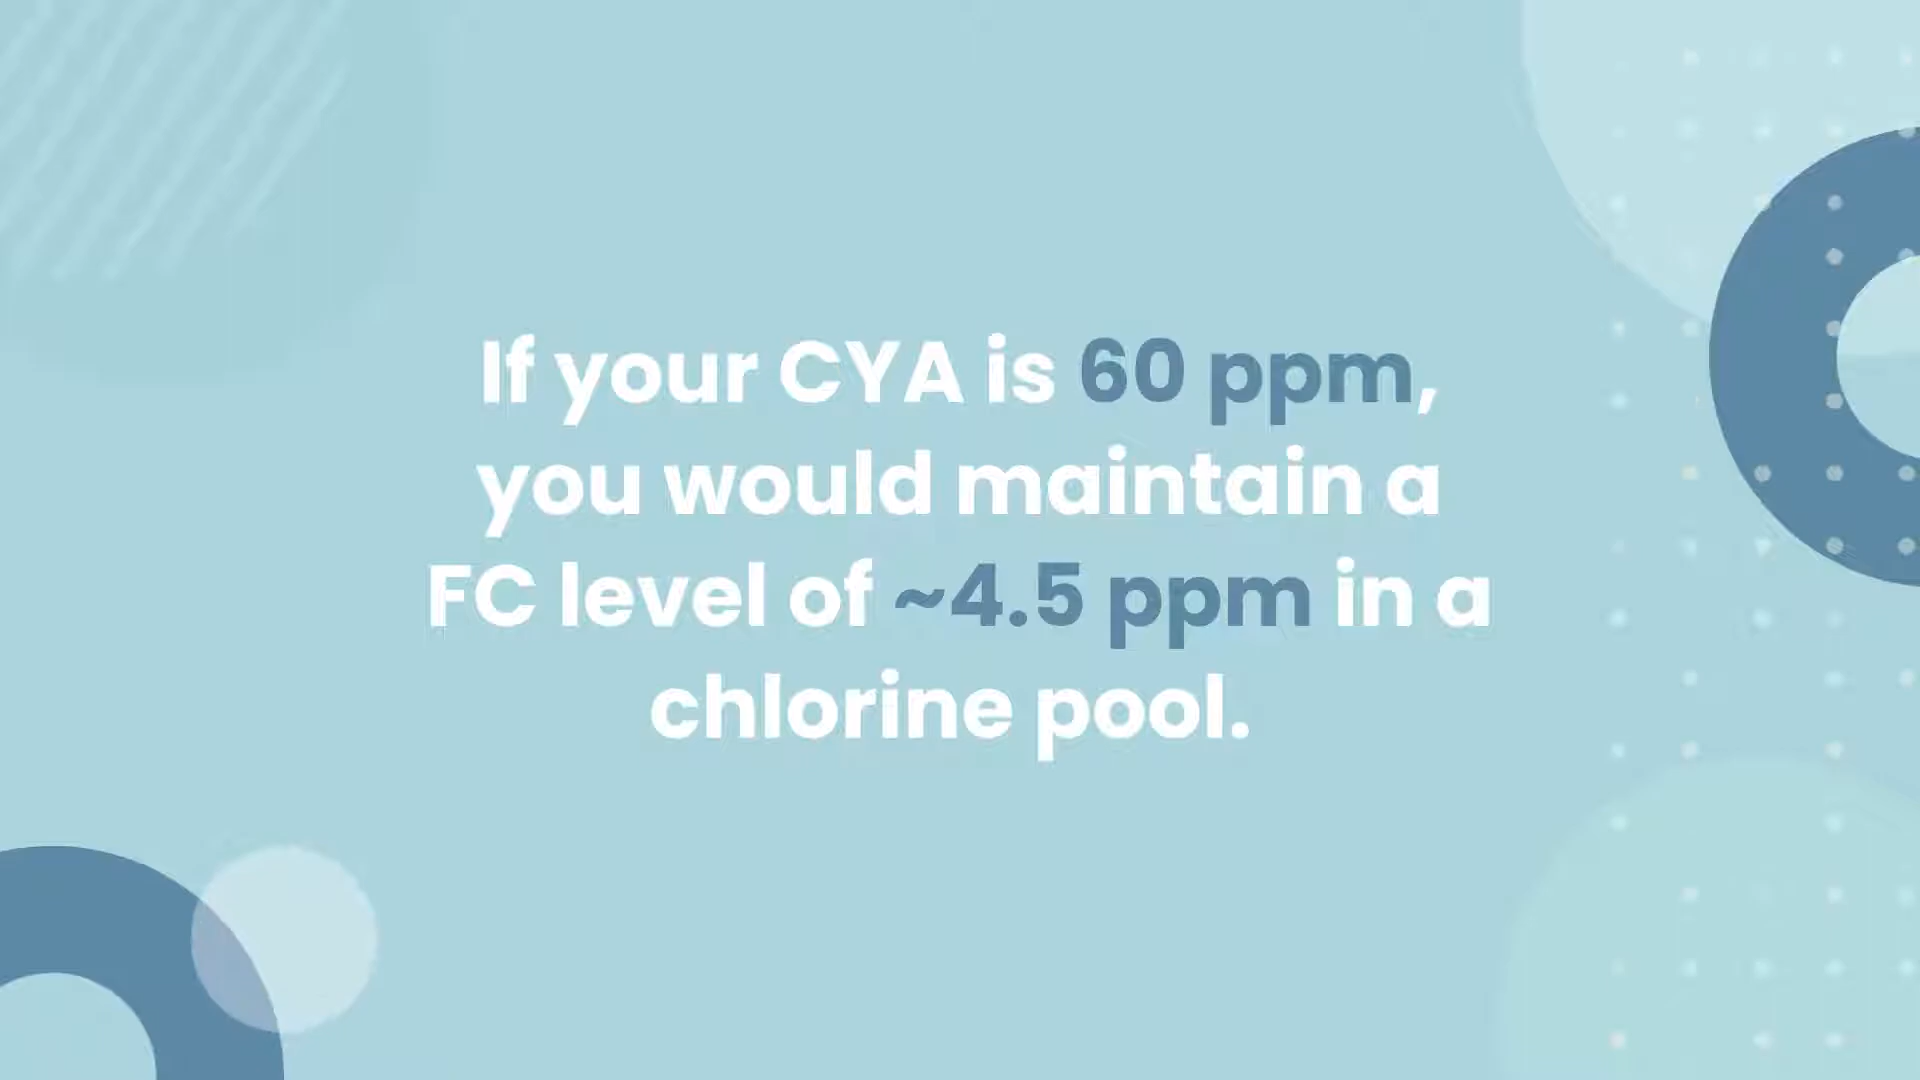 If your CYA is 60 ppm,
you would maintain a
FC level of ~4.5 ppm in a
chlorine pool.